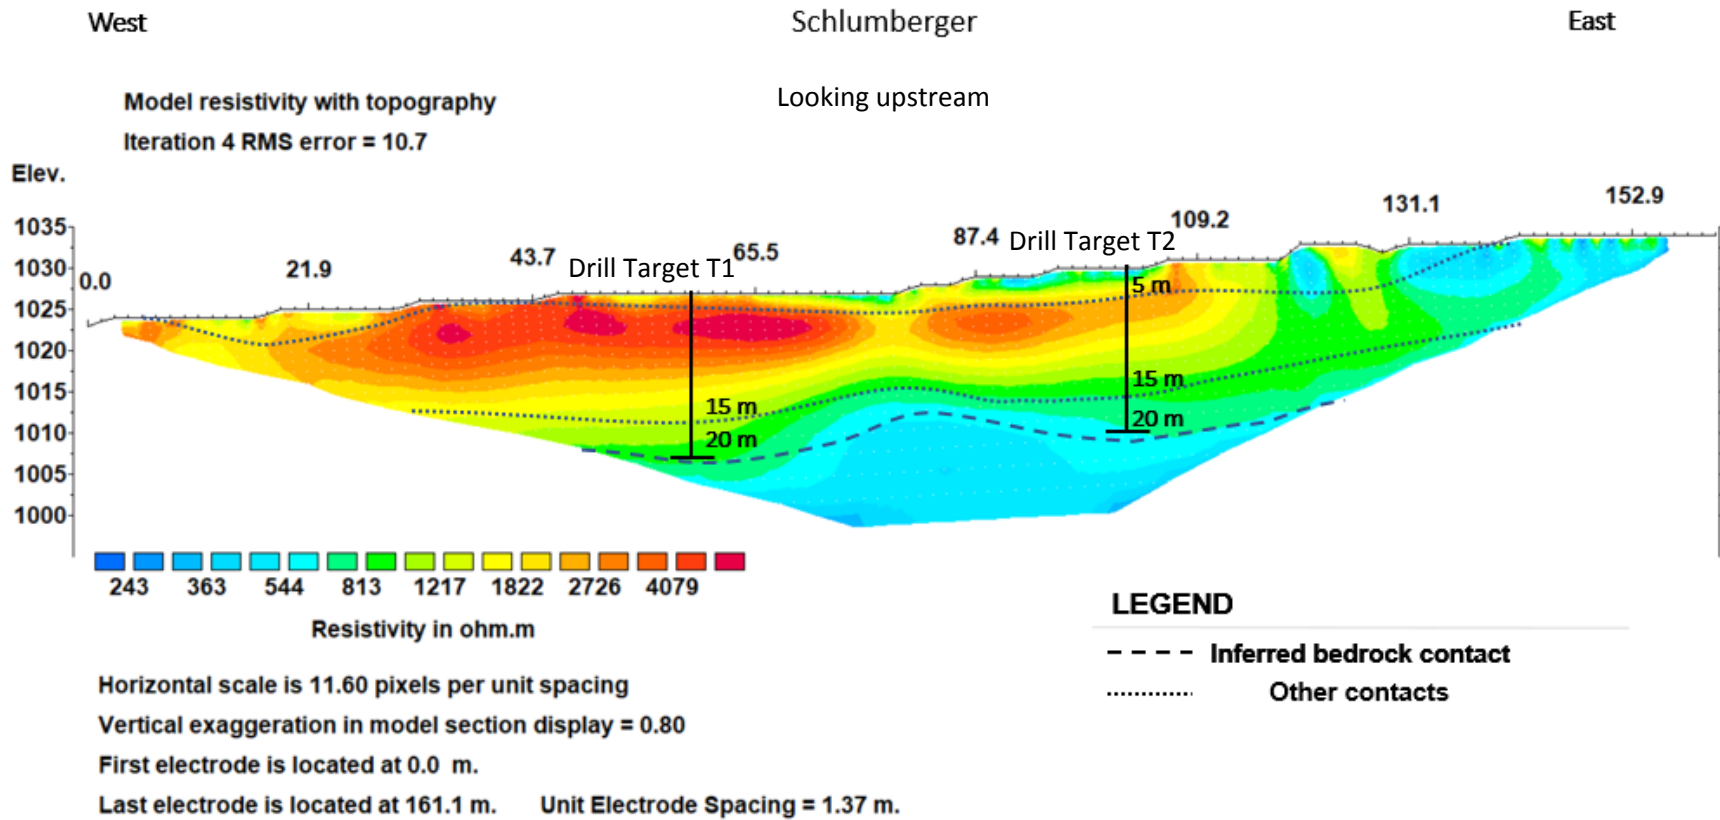 West Schlumberger East
Model resistivity with topography
Looking upstream
Iteration 4 RMS error = 10.7
Elev.
0.0 21.9 43.7 65.5 87.4 109.2 131.1 152.9
Drill Target T1
Drill Target T2
1035
1030
1025
1020
1015
1010
1005
1000
15 m
20 m
5 m
15 m
20 m
243 363 544 813 1217 1822 2726 4079
Resistivity in ohm.m
LEGEND
Inferred bedrock contact
Other contacts
Horizontal scale is 11.60 pixels per unit spacing
Vertical exaggeration in model section display = 0.80
First electrode is located at 0.0 m.
Last electrode is located at 161.1 m. Unit Electrode Spacing = 1.37 m.